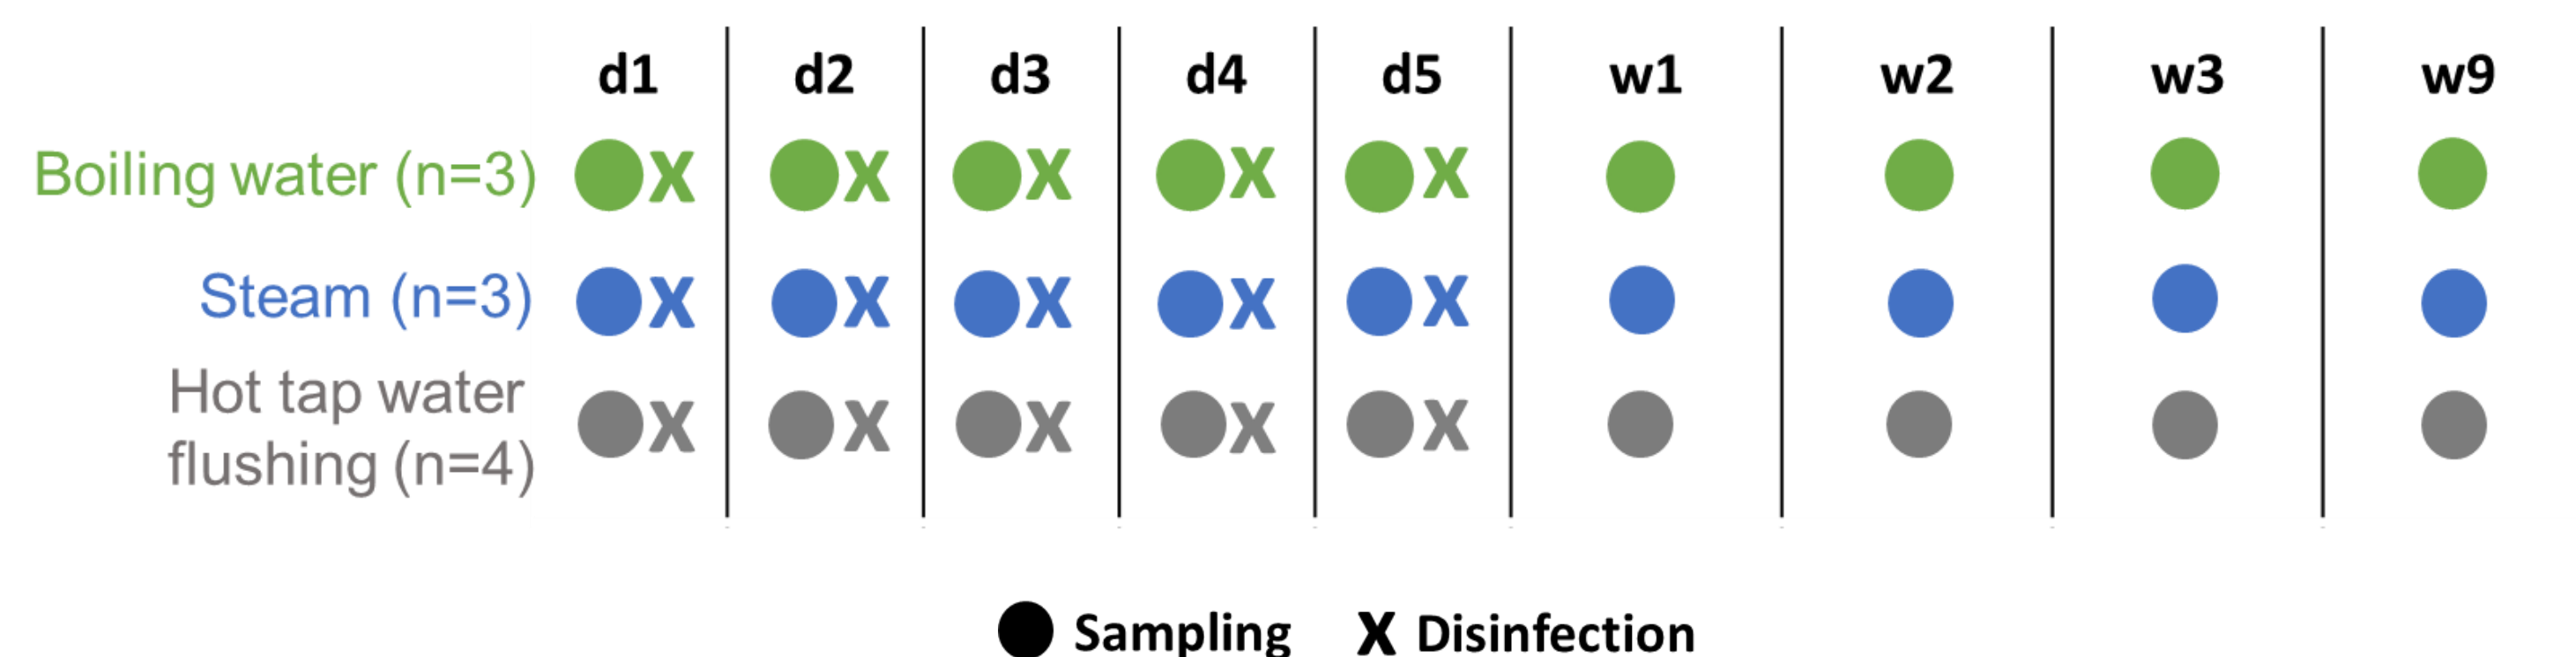 d1 d2 d3 d4 d5 w1 w2 w3 w9
Boiling water (n=3) X X X X X
Steam (n=3) X X X X X
Hot tap water
flushing (n=4) X X X X X
Sampling X Disinfection